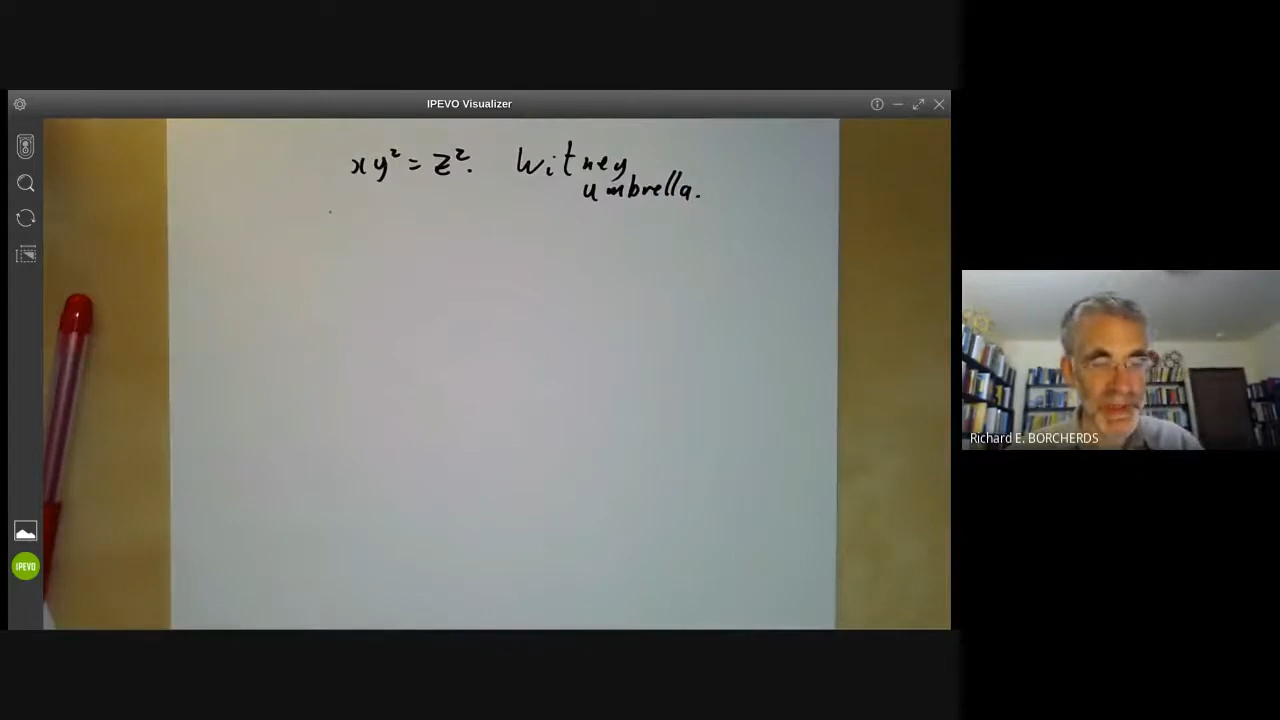 IPEVO Visualizer
xy² = z². Witney
umbrella.
Richard E. BORCHERDS
IPEVO